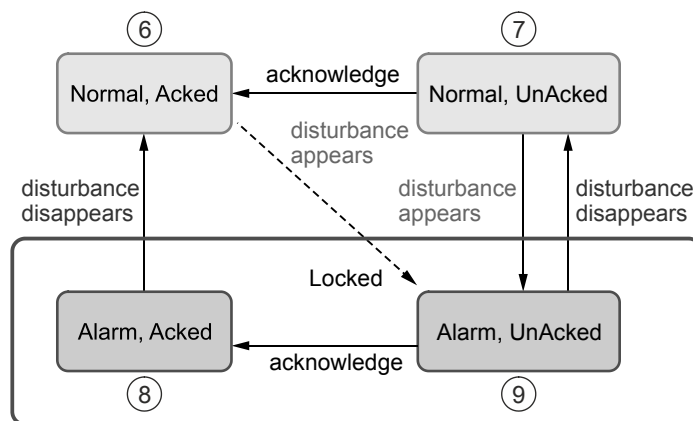 6
7
Normal, Acked
acknowledge
Normal, UnAcked
disturbance
appears
disturbance
disappears
disturbance
appears
disturbance
disappears
Locked
Alarm, Acked
acknowledge
Alarm, UnAcked
8
9